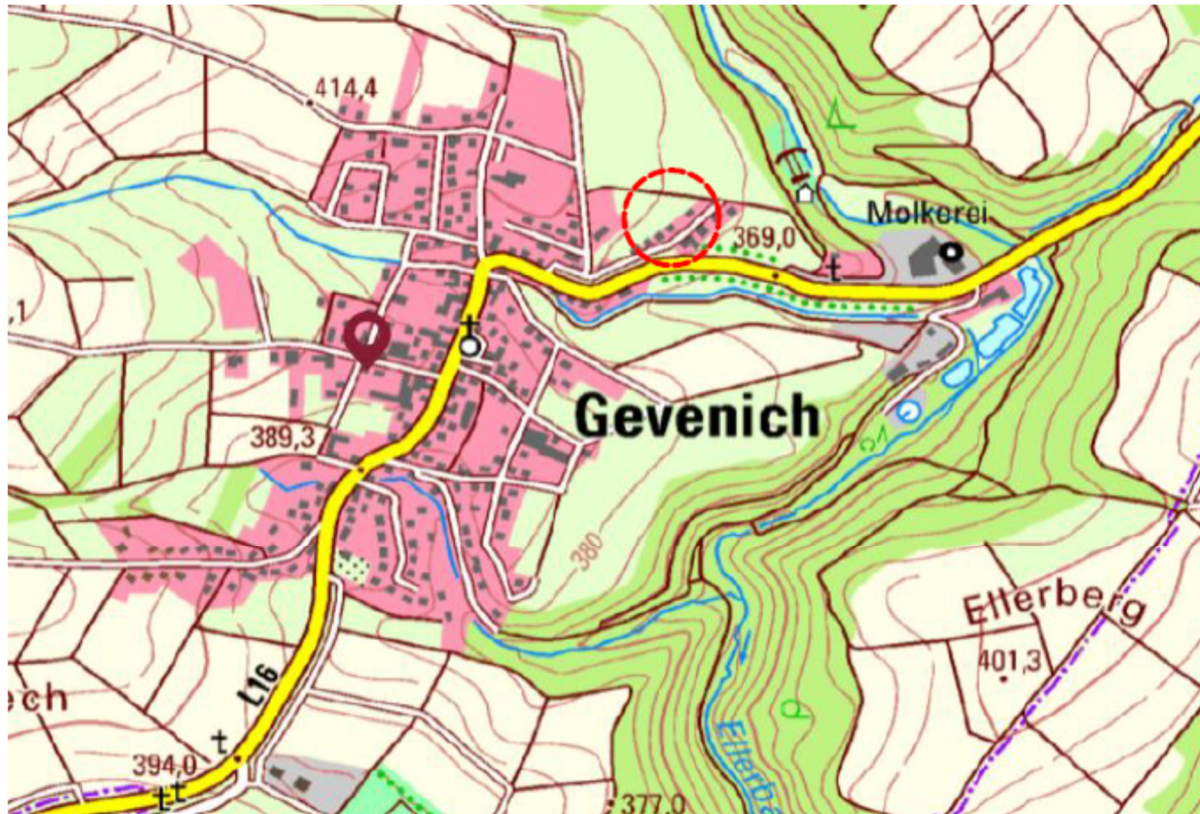 414,4
Molkerei
369,0
,1
Gevenich
389,3
380
Ellerberg
401,3
ech
L16
394,0
Ellerba
377,0